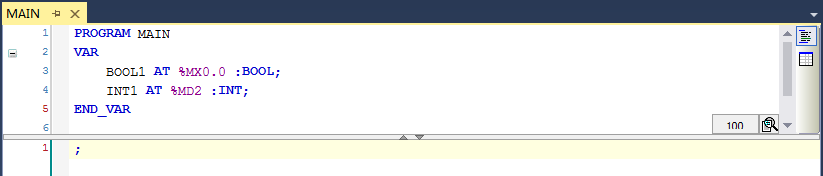 MAIN
1 PROGRAM MAIN
2 VAR
3 BOOL1 AT %MX0.0 :BOOL;
4 INT1 AT %MD2 :INT;
5 END_VAR
6
100
1 ;